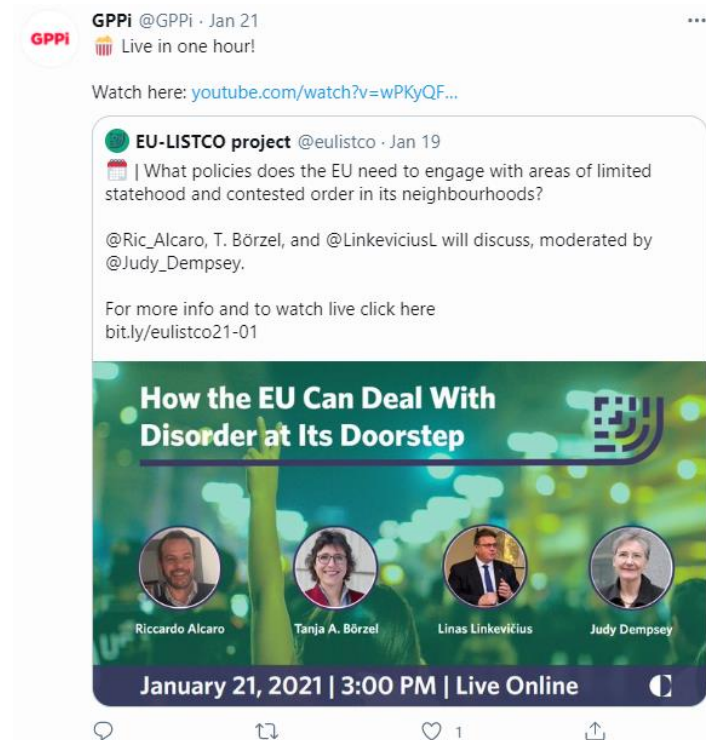 GPPi @GPPi · Jan 21
GPPi
🍿 Live in one hour!
Watch here: youtube.com/watch?v=wPKyQF...
EU-LISTCO project @eulistco · Jan 19
🗓️ | What policies does the EU need to engage with areas of limited
statehood and contested order in its neighbourhoods?
@Ric_Alcaro, T. Börzel, and @LinkeviciusL will discuss, moderated by
@Judy_Dempsey.
For more info and to watch live click here
bit.ly/eulistco21-01
How the EU Can Deal With
Disorder at Its Doorstep
Riccardo Alcaro Tanja A. Börzel Linas Linkevičius Judy Dempsey
January 21, 2021 | 3:00 PM | Live Online C
1